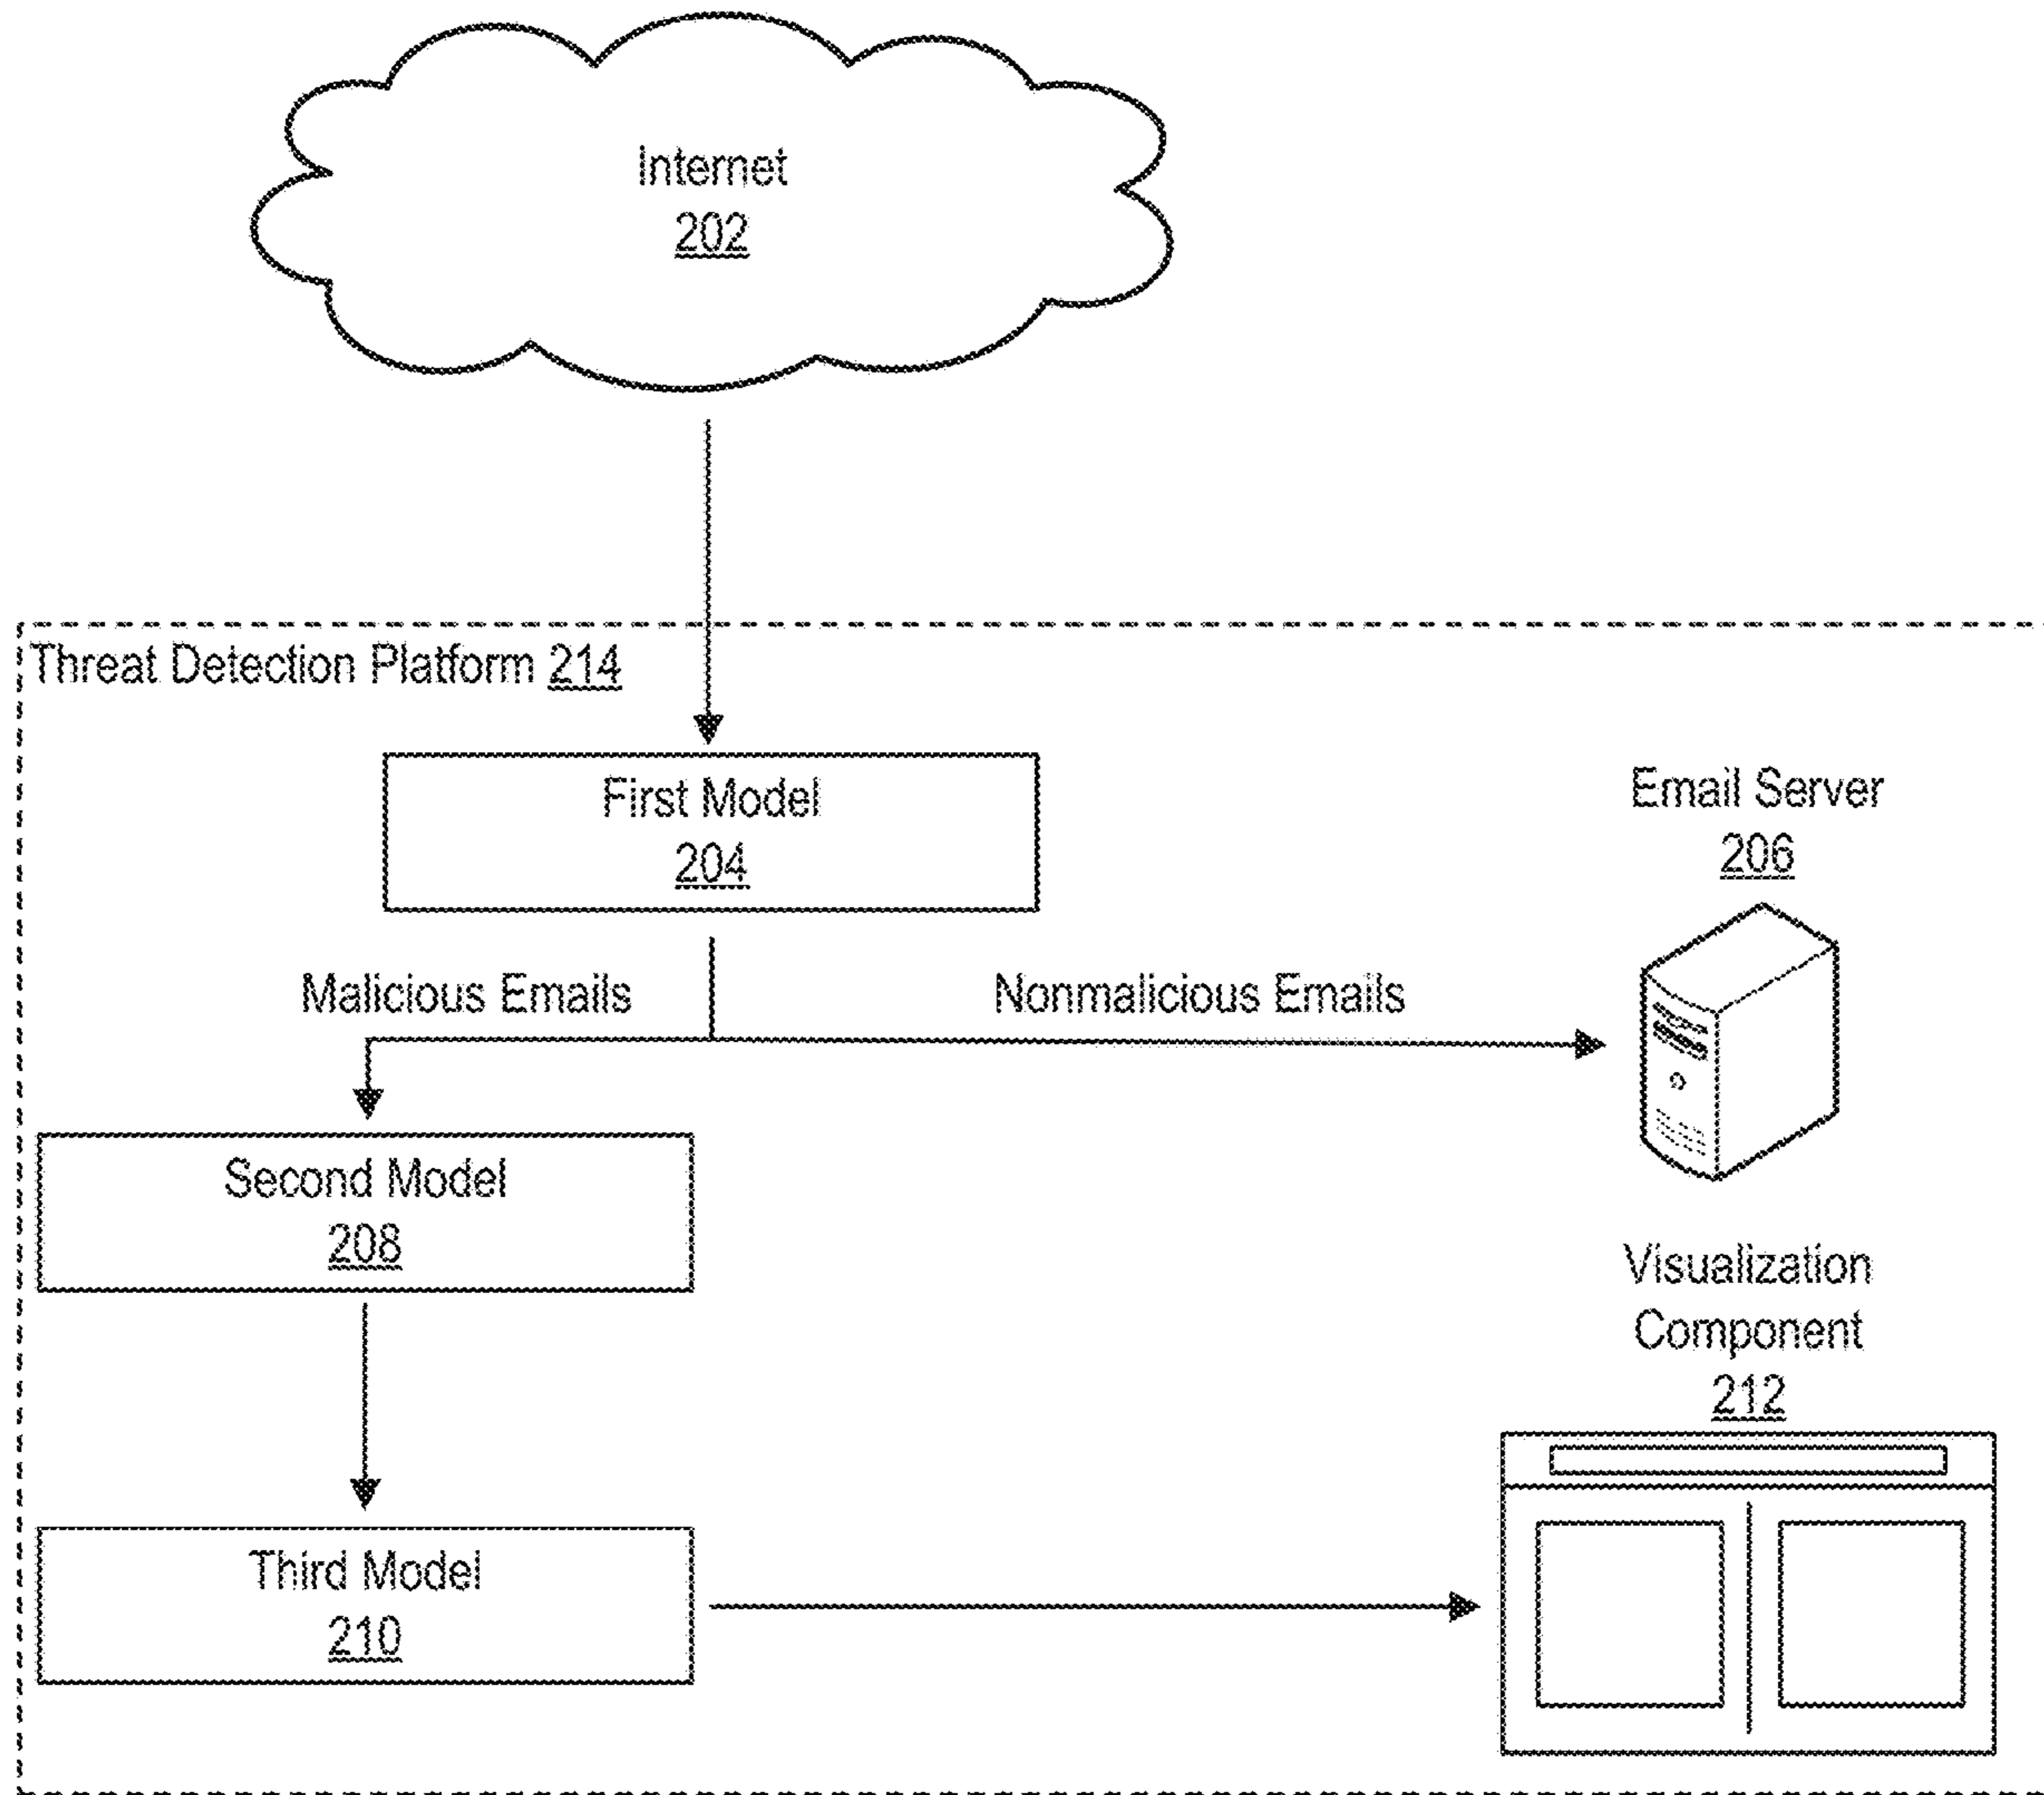 Internet
202
Threat Detection Platform 214
First Model
204
Email Server
206
Malicious Emails
Nonmalicious Emails
Second Model
208
Visualization
Component
212
Third Model
210